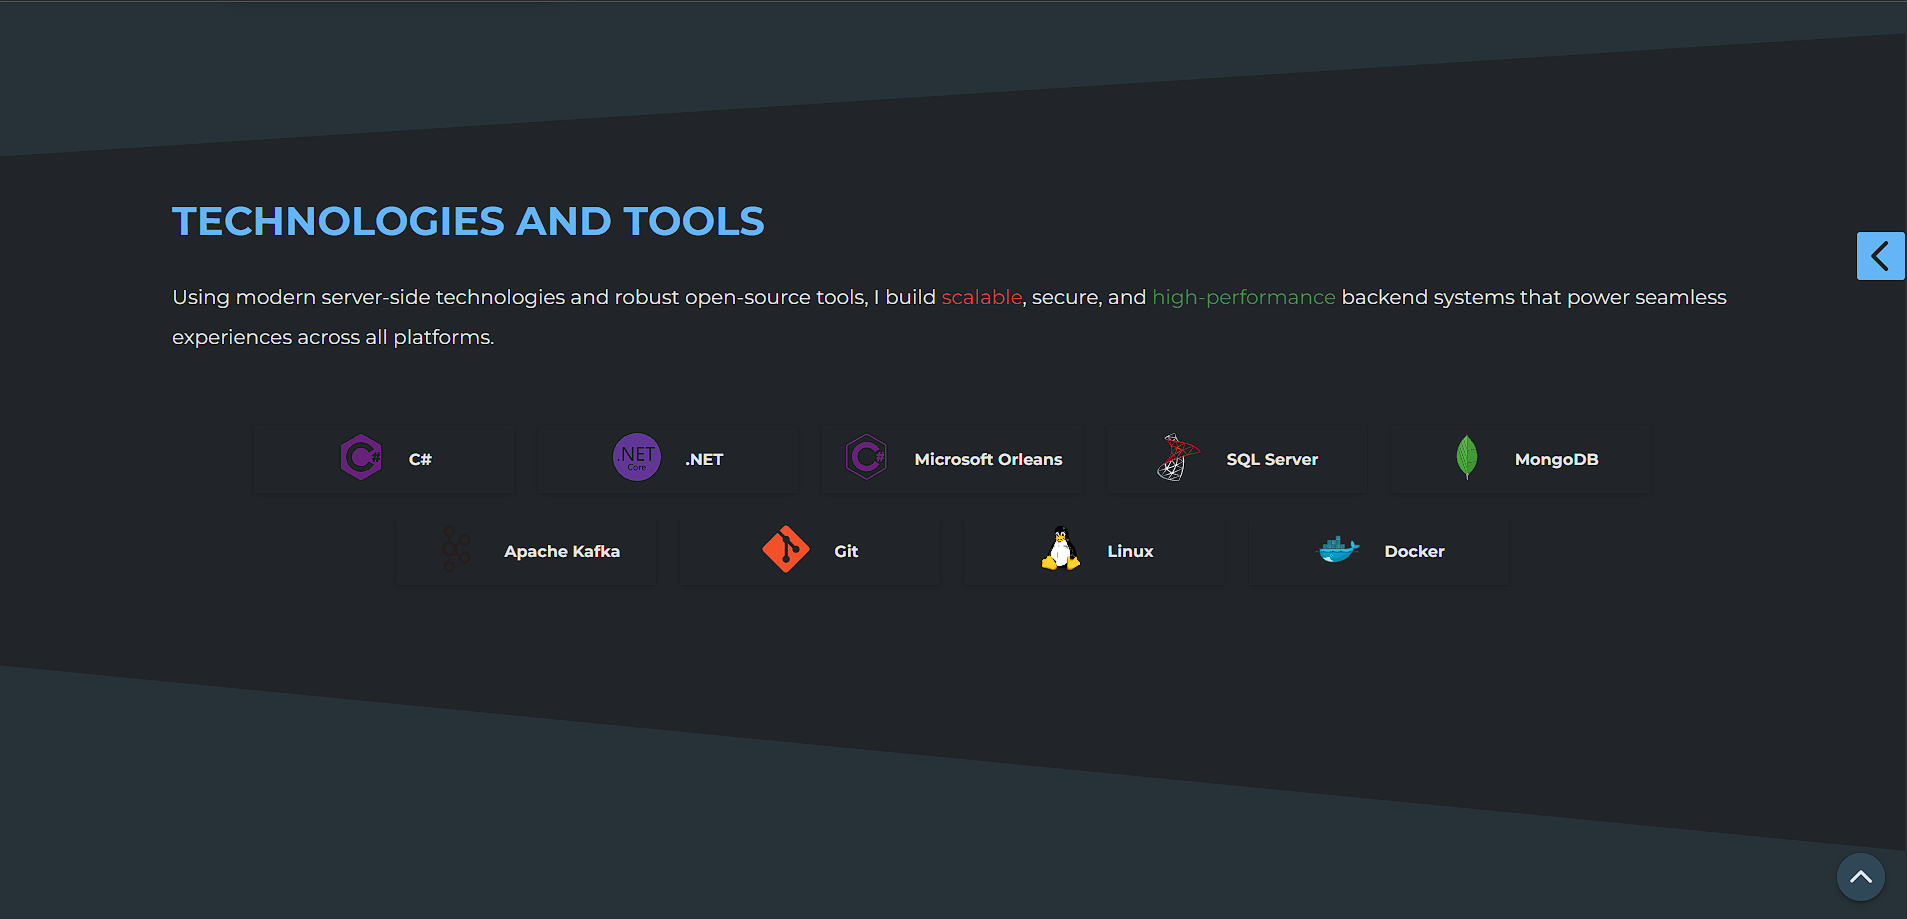 TECHNOLOGIES AND TOOLS
Using modern server-side technologies and robust open-source tools, I build scalable, secure, and high-performance backend systems that power seamless
experiences across all platforms.
C# C#
.NET Core .NET
C# Microsoft Orleans
SQL Server
MongoDB
Apache Kafka
Git
Linux
Docker